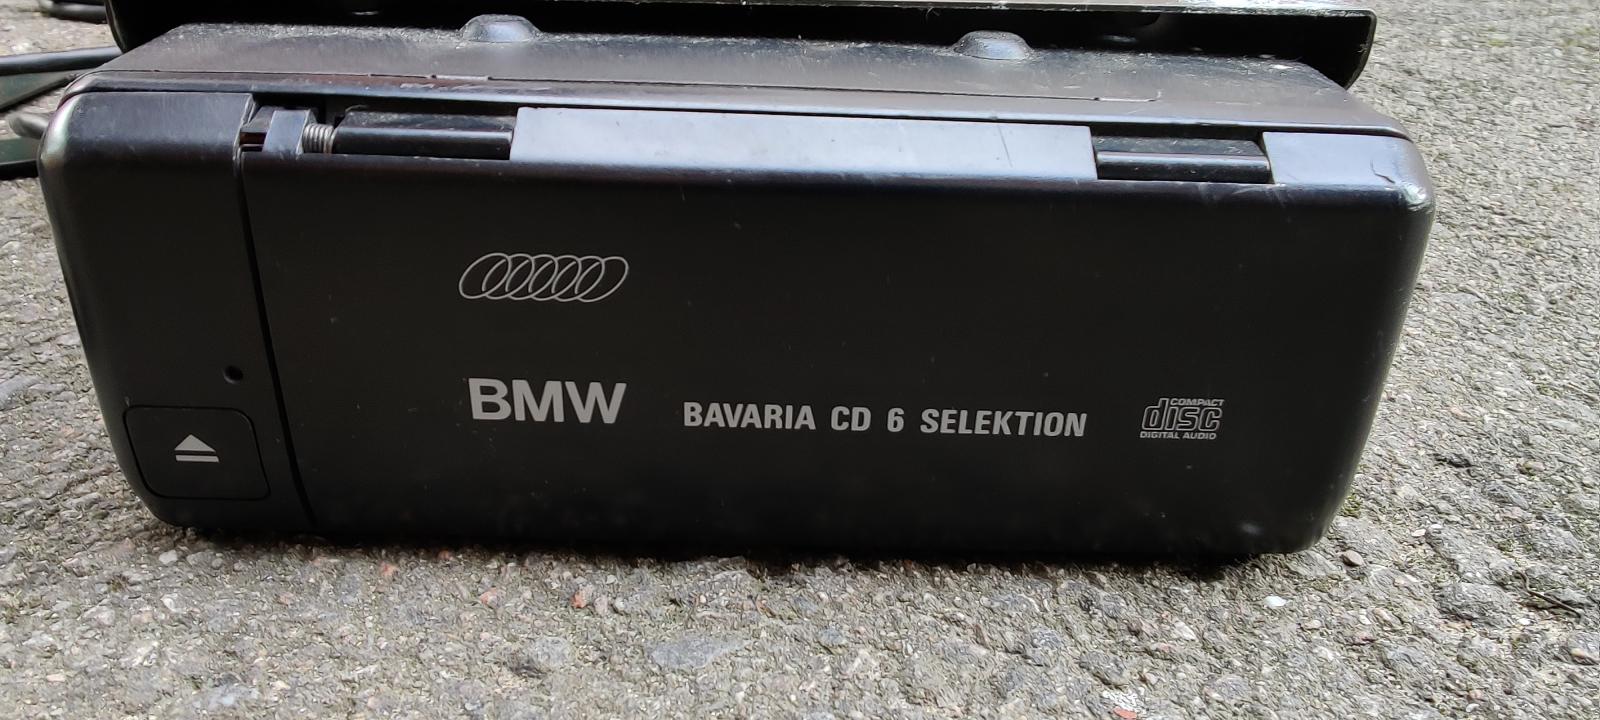 BMW BAVARIA CD 6 SELEKTION
COMPACT
disc
DIGITAL AUDIO